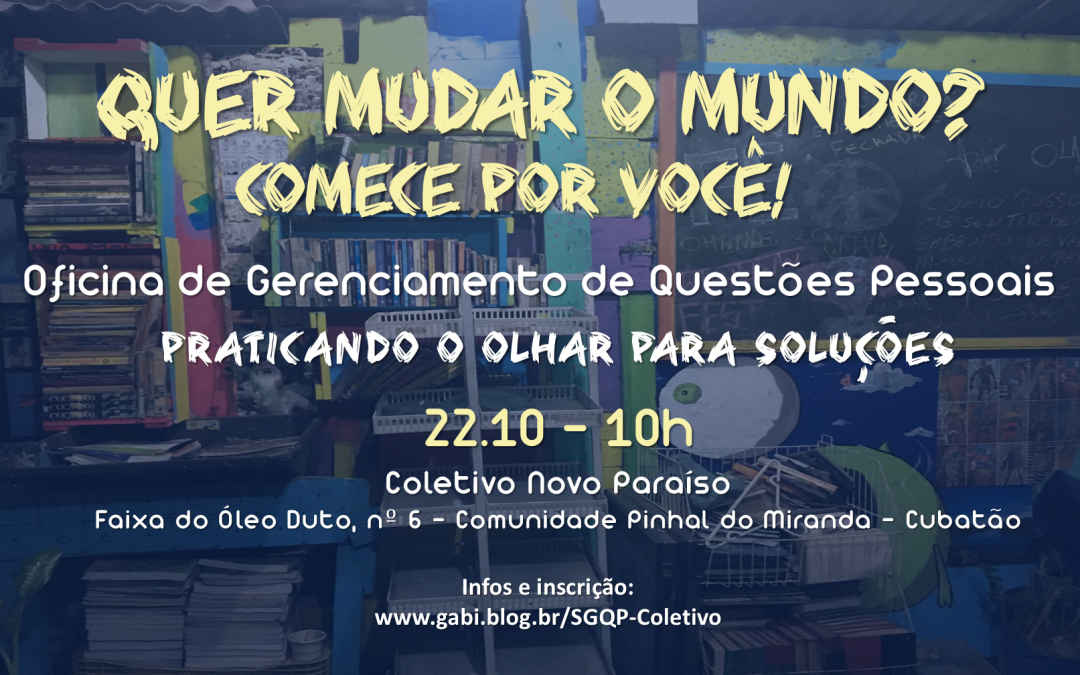 QUER MUDAR O MUNDO?
COMECE POR VOCÊ!
Oficina de Gerenciamento de Questões Pessoais
PRATICANDO O OLHAR PARA SOLUÇÕES
22.10 - 10h
Coletivo Novo Paraíso
Faixa do Óleo Duto, nº 6 - Comunidade Pinhal do Miranda - Cubatão
Infos e inscrição:
www.gabi.blog.br/SGQP-Coletivo